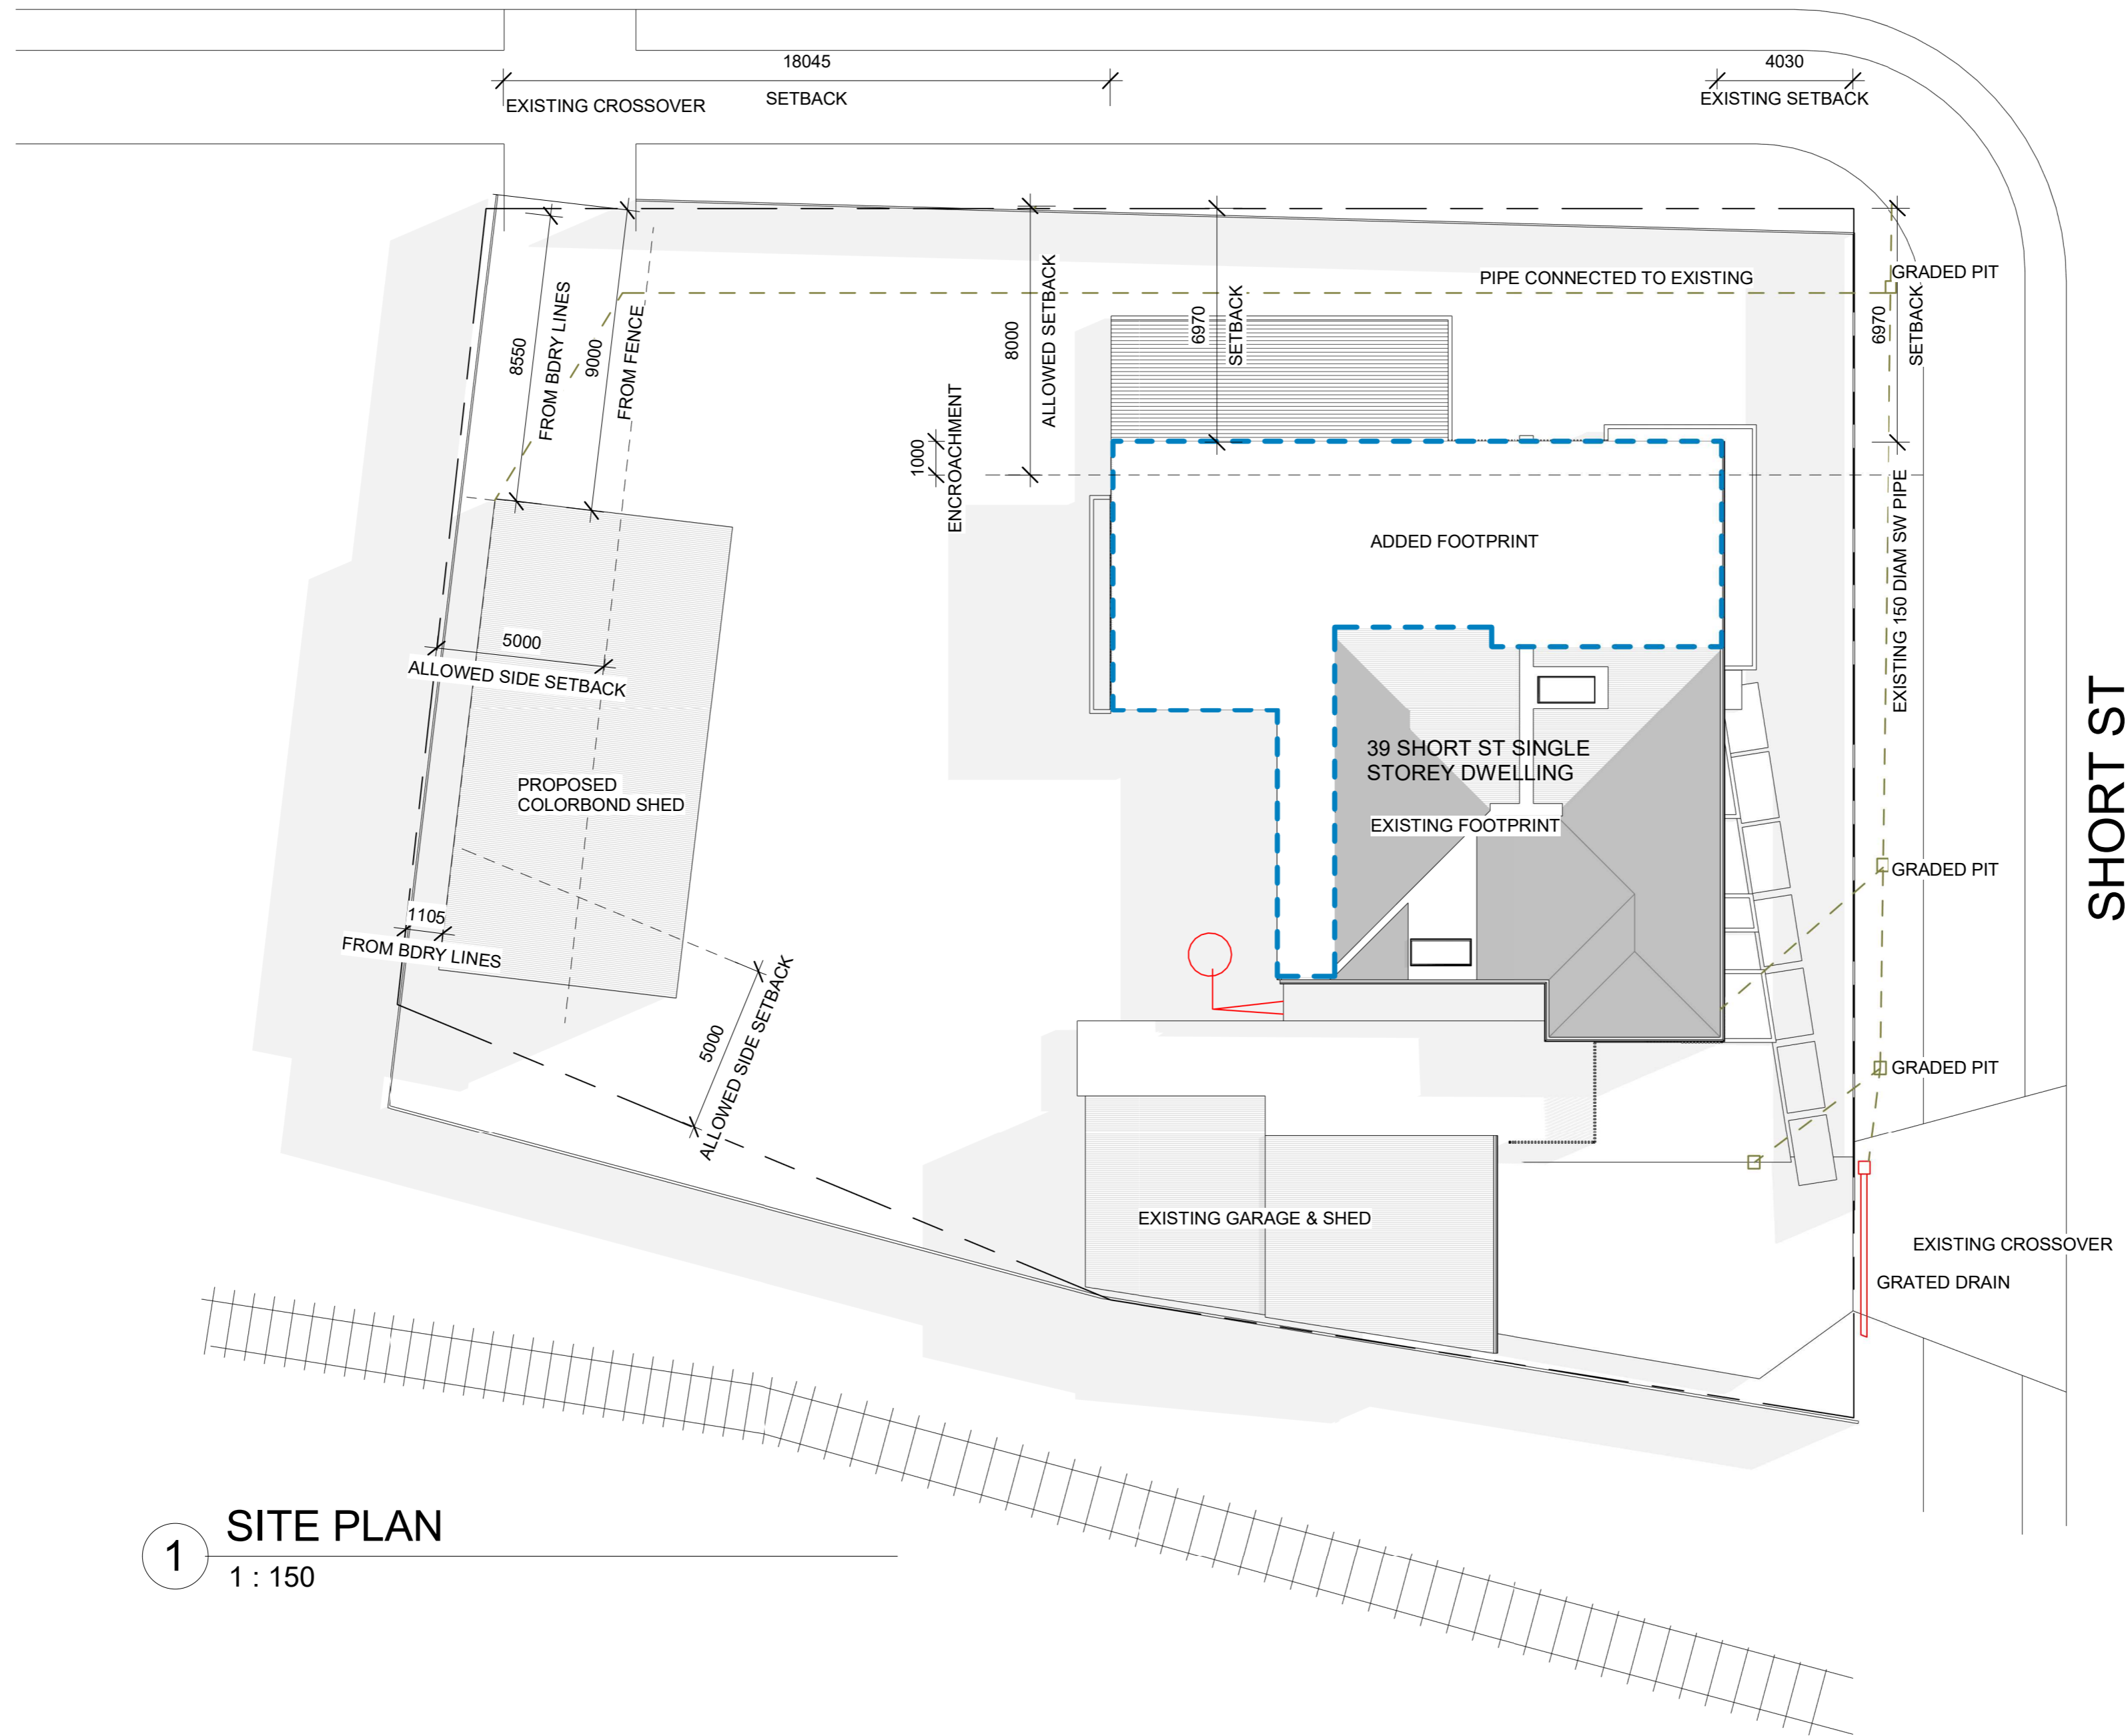 18045
SETBACK
EXISTING CROSSOVER
4030
EXISTING SETBACK
8550
FROM BDRY LINES
9000
FROM FENCE
8000
ALLOWED SETBACK
6970
SETBACK
1000
ENCROACHMENT
PIPE CONNECTED TO EXISTING
GRADED PIT
6970
SETBACK
EXISTING 150 DIAM SW PIPE
ADDED FOOTPRINT
5000
ALLOWED SIDE SETBACK
39 SHORT ST SINGLE
STOREY DWELLING
EXISTING FOOTPRINT
PROPOSED
COLORBOND SHED
SHORT ST
GRADED PIT
1105
FROM BDRY LINES
5000
ALLOWED SIDE SETBACK
GRADED PIT
EXISTING GARAGE & SHED
EXISTING CROSSOVER
GRATED DRAIN
1
SITE PLAN
1 : 150